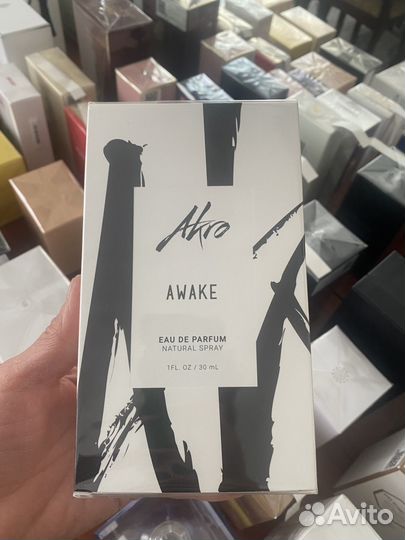 Akro
AWAKE
EAU DE PARFUM
NATURAL SPRAY
1FL. OZ / 30 mL
Avito